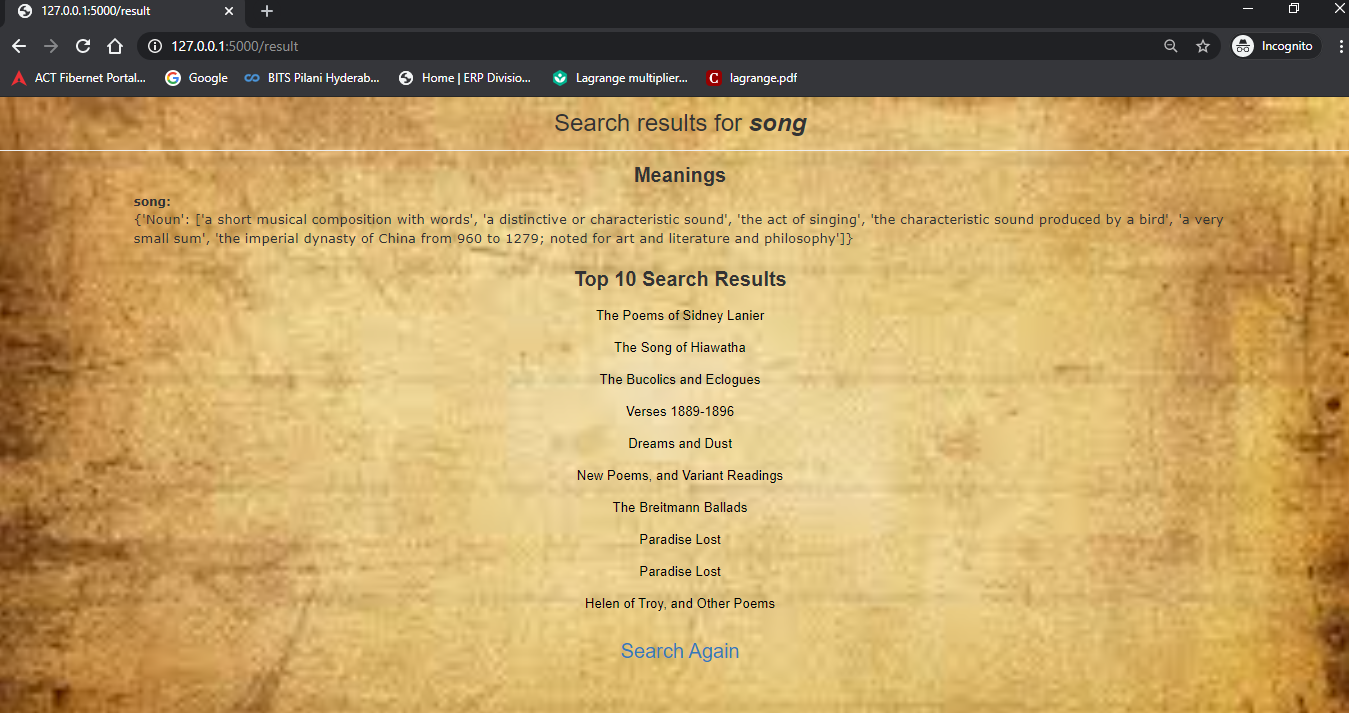 127.0.0.1:5000/result
127.0.0.1:5000/result
Incognito
ACT Fibernet Portal...
Google
BITS Pilani Hyderab...
Home | ERP Divisio...
Lagrange multiplier...
C
lagrange.pdf
Search results for song
Meanings
song:
{'Noun': ['a short musical composition with words', 'a distinctive or characteristic sound', 'the act of singing', 'the characteristic sound produced by a bird', 'a very
small sum', 'the imperial dynasty of China from 960 to 1279; noted for art and literature and philosophy']}
Top 10 Search Results
The Poems of Sidney Lanier
The Song of Hiawatha
The Bucolics and Eclogues
Verses 1889-1896
Dreams and Dust
New Poems, and Variant Readings
The Breitmann Ballads
Paradise Lost
Paradise Lost
Helen of Troy, and Other Poems
Search Again